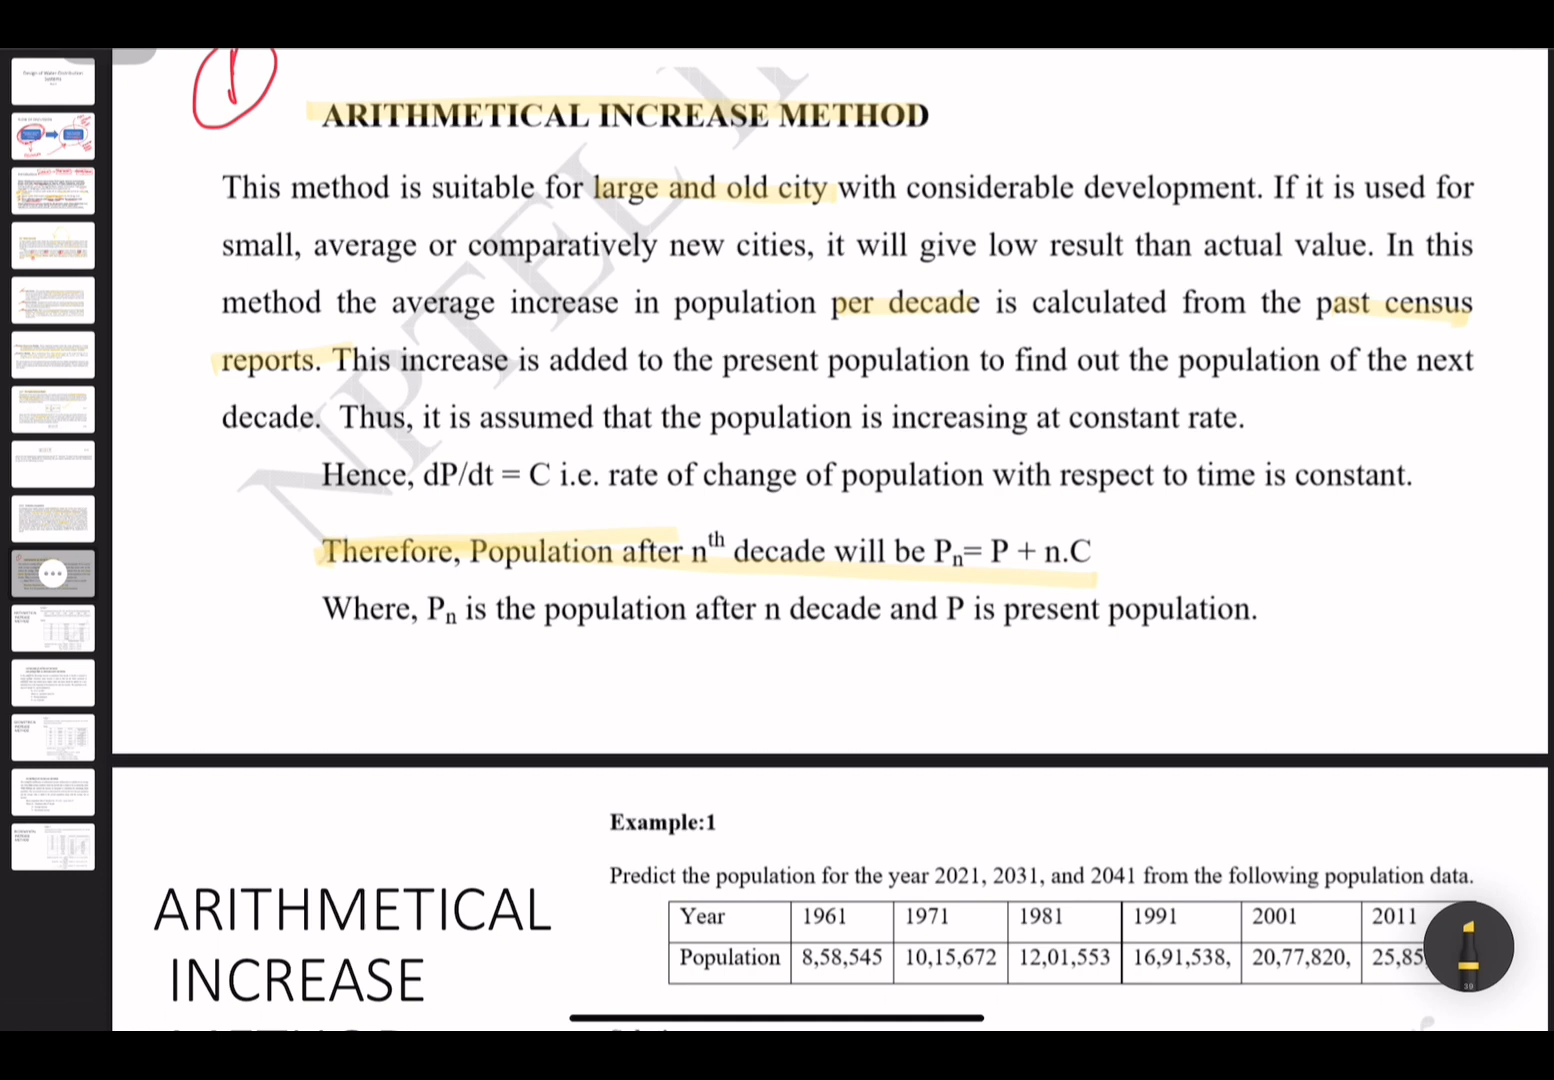 ARITHMETICAL INCREASE METHOD
This method is suitable for large and old city with considerable development. If it is used for
small, average or comparatively new cities, it will give low result than actual value. In this
method the average increase in population per decade is calculated from the past census
reports. This increase is added to the present population to find out the population of the next
decade. Thus, it is assumed that the population is increasing at constant rate.
Hence, dP/dt = C i.e. rate of change of population with respect to time is constant.
Therefore, Population after nth decade will be Pn= P + n.C
Where, Pn is the population after n decade and P is present population.
Example:1
Predict the population for the year 2021, 2031, and 2041 from the following population data.
Year 1961 1971 1981 1991 2001 2011
Population 8,58,545 10,15,672 12,01,553 16,91,538, 20,77,820, 25,85
39
ARITHMETICAL
INCREASE